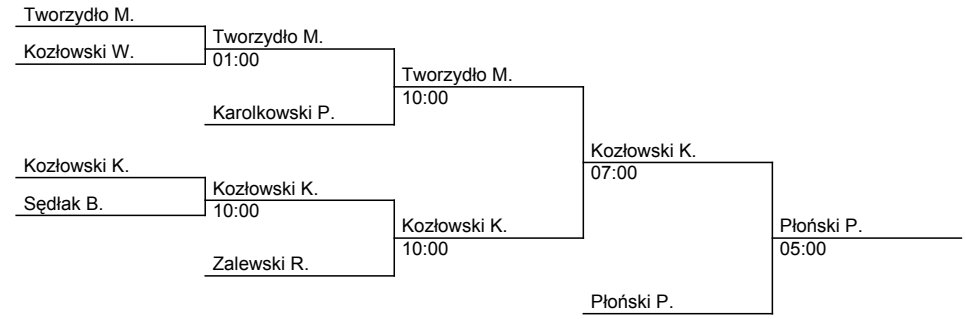 Tworzydło M.
Kozłowski W.
Tworzydło M.
01:00
Karolkowski P.
Tworzydło M.
10:00
Kozłowski K.
Sędłak B.
Kozłowski K.
10:00
Zalewski R.
Kozłowski K.
10:00
Kozłowski K.
07:00
Płoński P.
Płoński P.
05:00